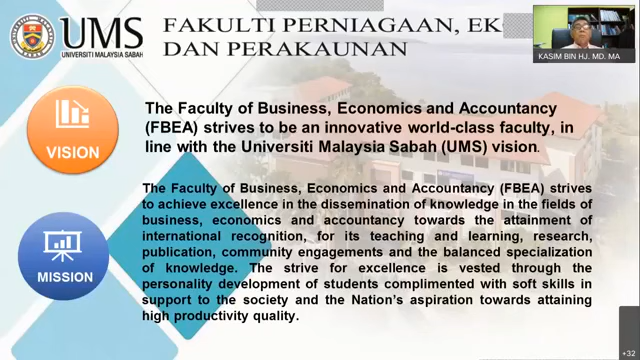 UMS
UNIVERSITI MALAYSIA SABAH
FAKULTI PERNIAGAAN, EK
DAN PERAKAUNAN
KASIM BIN HJ. MD. MA
VISION
The Faculty of Business, Economics and Accountancy
(FBEA) strives to be an innovative world-class faculty, in
line with the Universiti Malaysia Sabah (UMS) vision.
MISSION
The Faculty of Business, Economics and Accountancy (FBEA) strives
to achieve excellence in the dissemination of knowledge in the fields of
business, economics and accountancy towards the attainment of
international recognition, for its teaching and learning, research,
publication, community engagements and the balanced specialization
of knowledge. The strive for excellence is vested through the
personality development of students complimented with soft skills in
support to the society and the Nation's aspiration towards attaining
high productivity quality.
+32